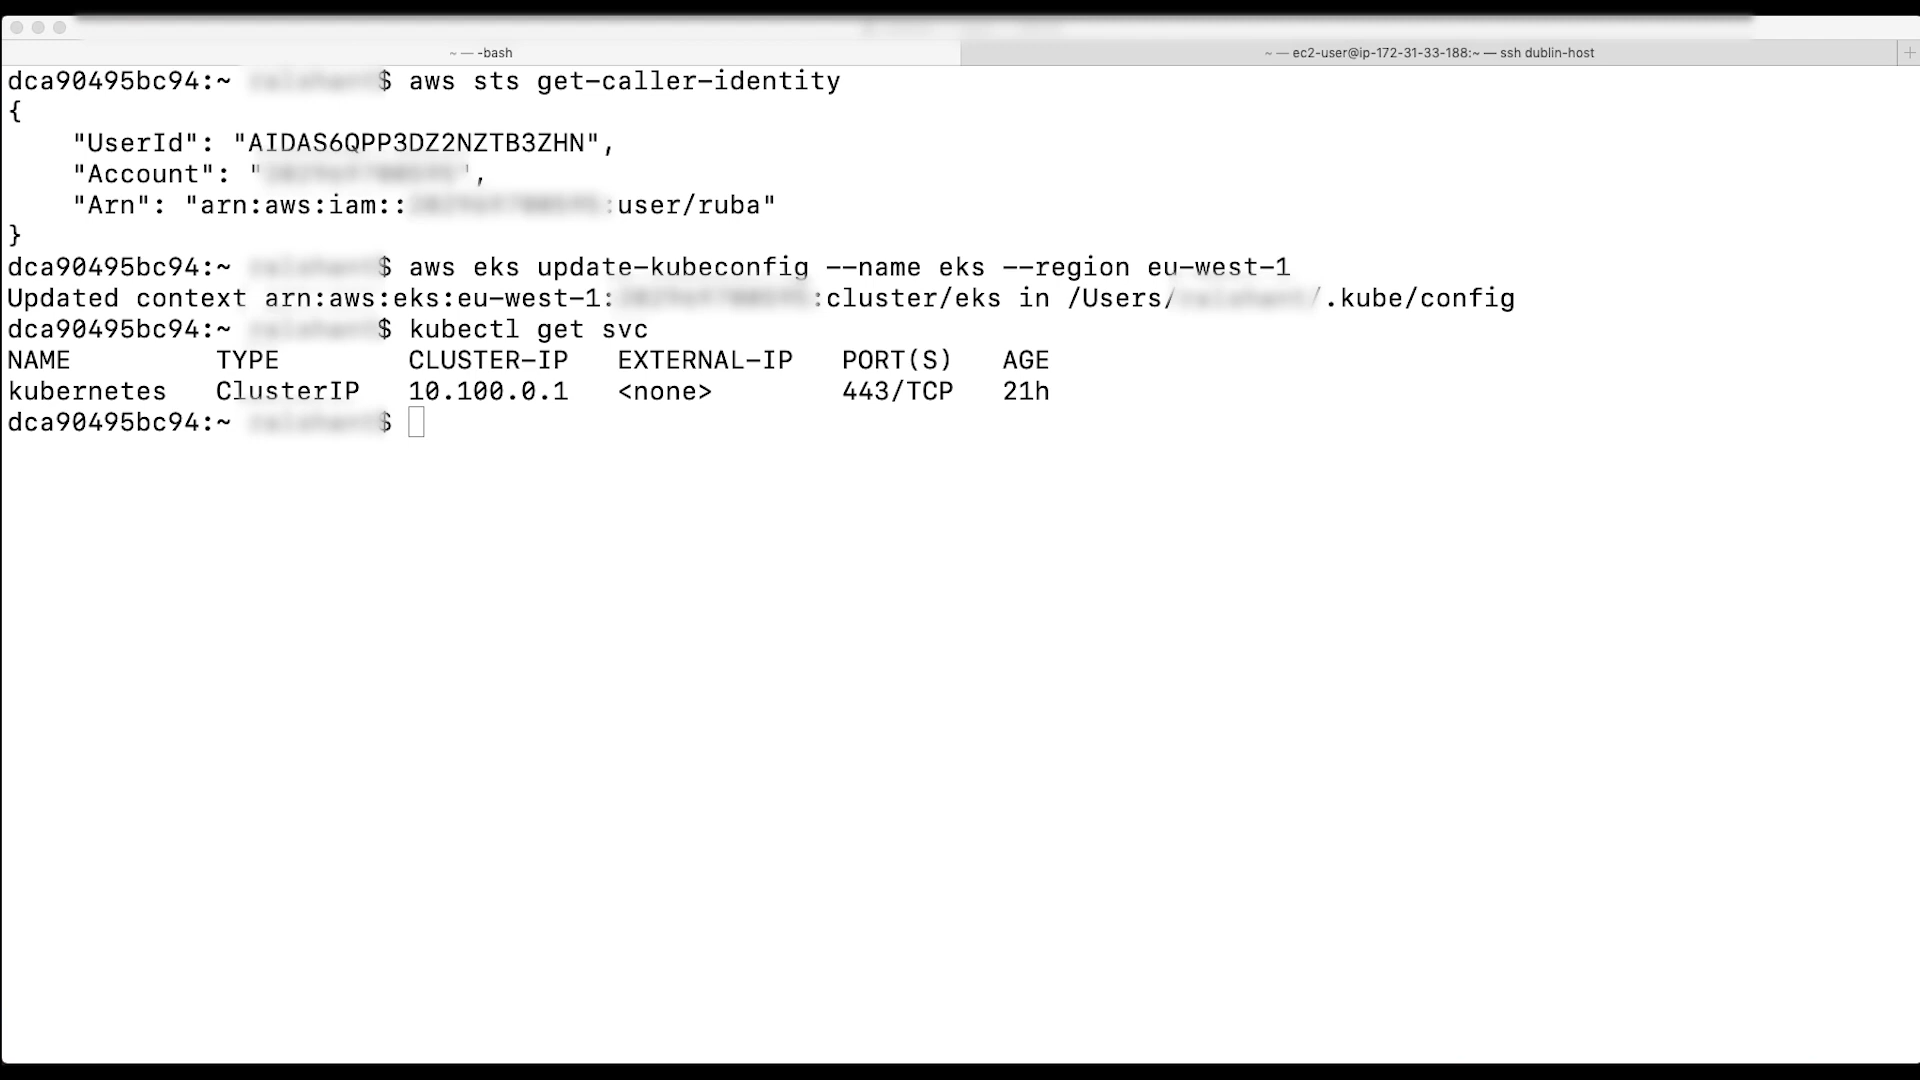 ~ — -bash
~ — ec2-user@ip-172-31-33-188:~ — ssh dublin-host
dca90495bc94:~ $ aws sts get-caller-identity
{
"UserId": "AIDAS6QPP3DZ2NZTB3ZHN",
"Account": "",
"Arn": "arn:aws:iam:::user/ruba"
}
dca90495bc94:~ $ aws eks update-kubeconfig --name eks --region eu-west-1
Updated context arn:aws:eks:eu-west-1::cluster/eks in /Users//.kube/config
dca90495bc94:~ $ kubectl get svc
NAME TYPE CLUSTER-IP EXTERNAL-IP PORT(S) AGE
kubernetes ClusterIP 10.100.0.1 <none> 443/TCP 21h
dca90495bc94:~ $